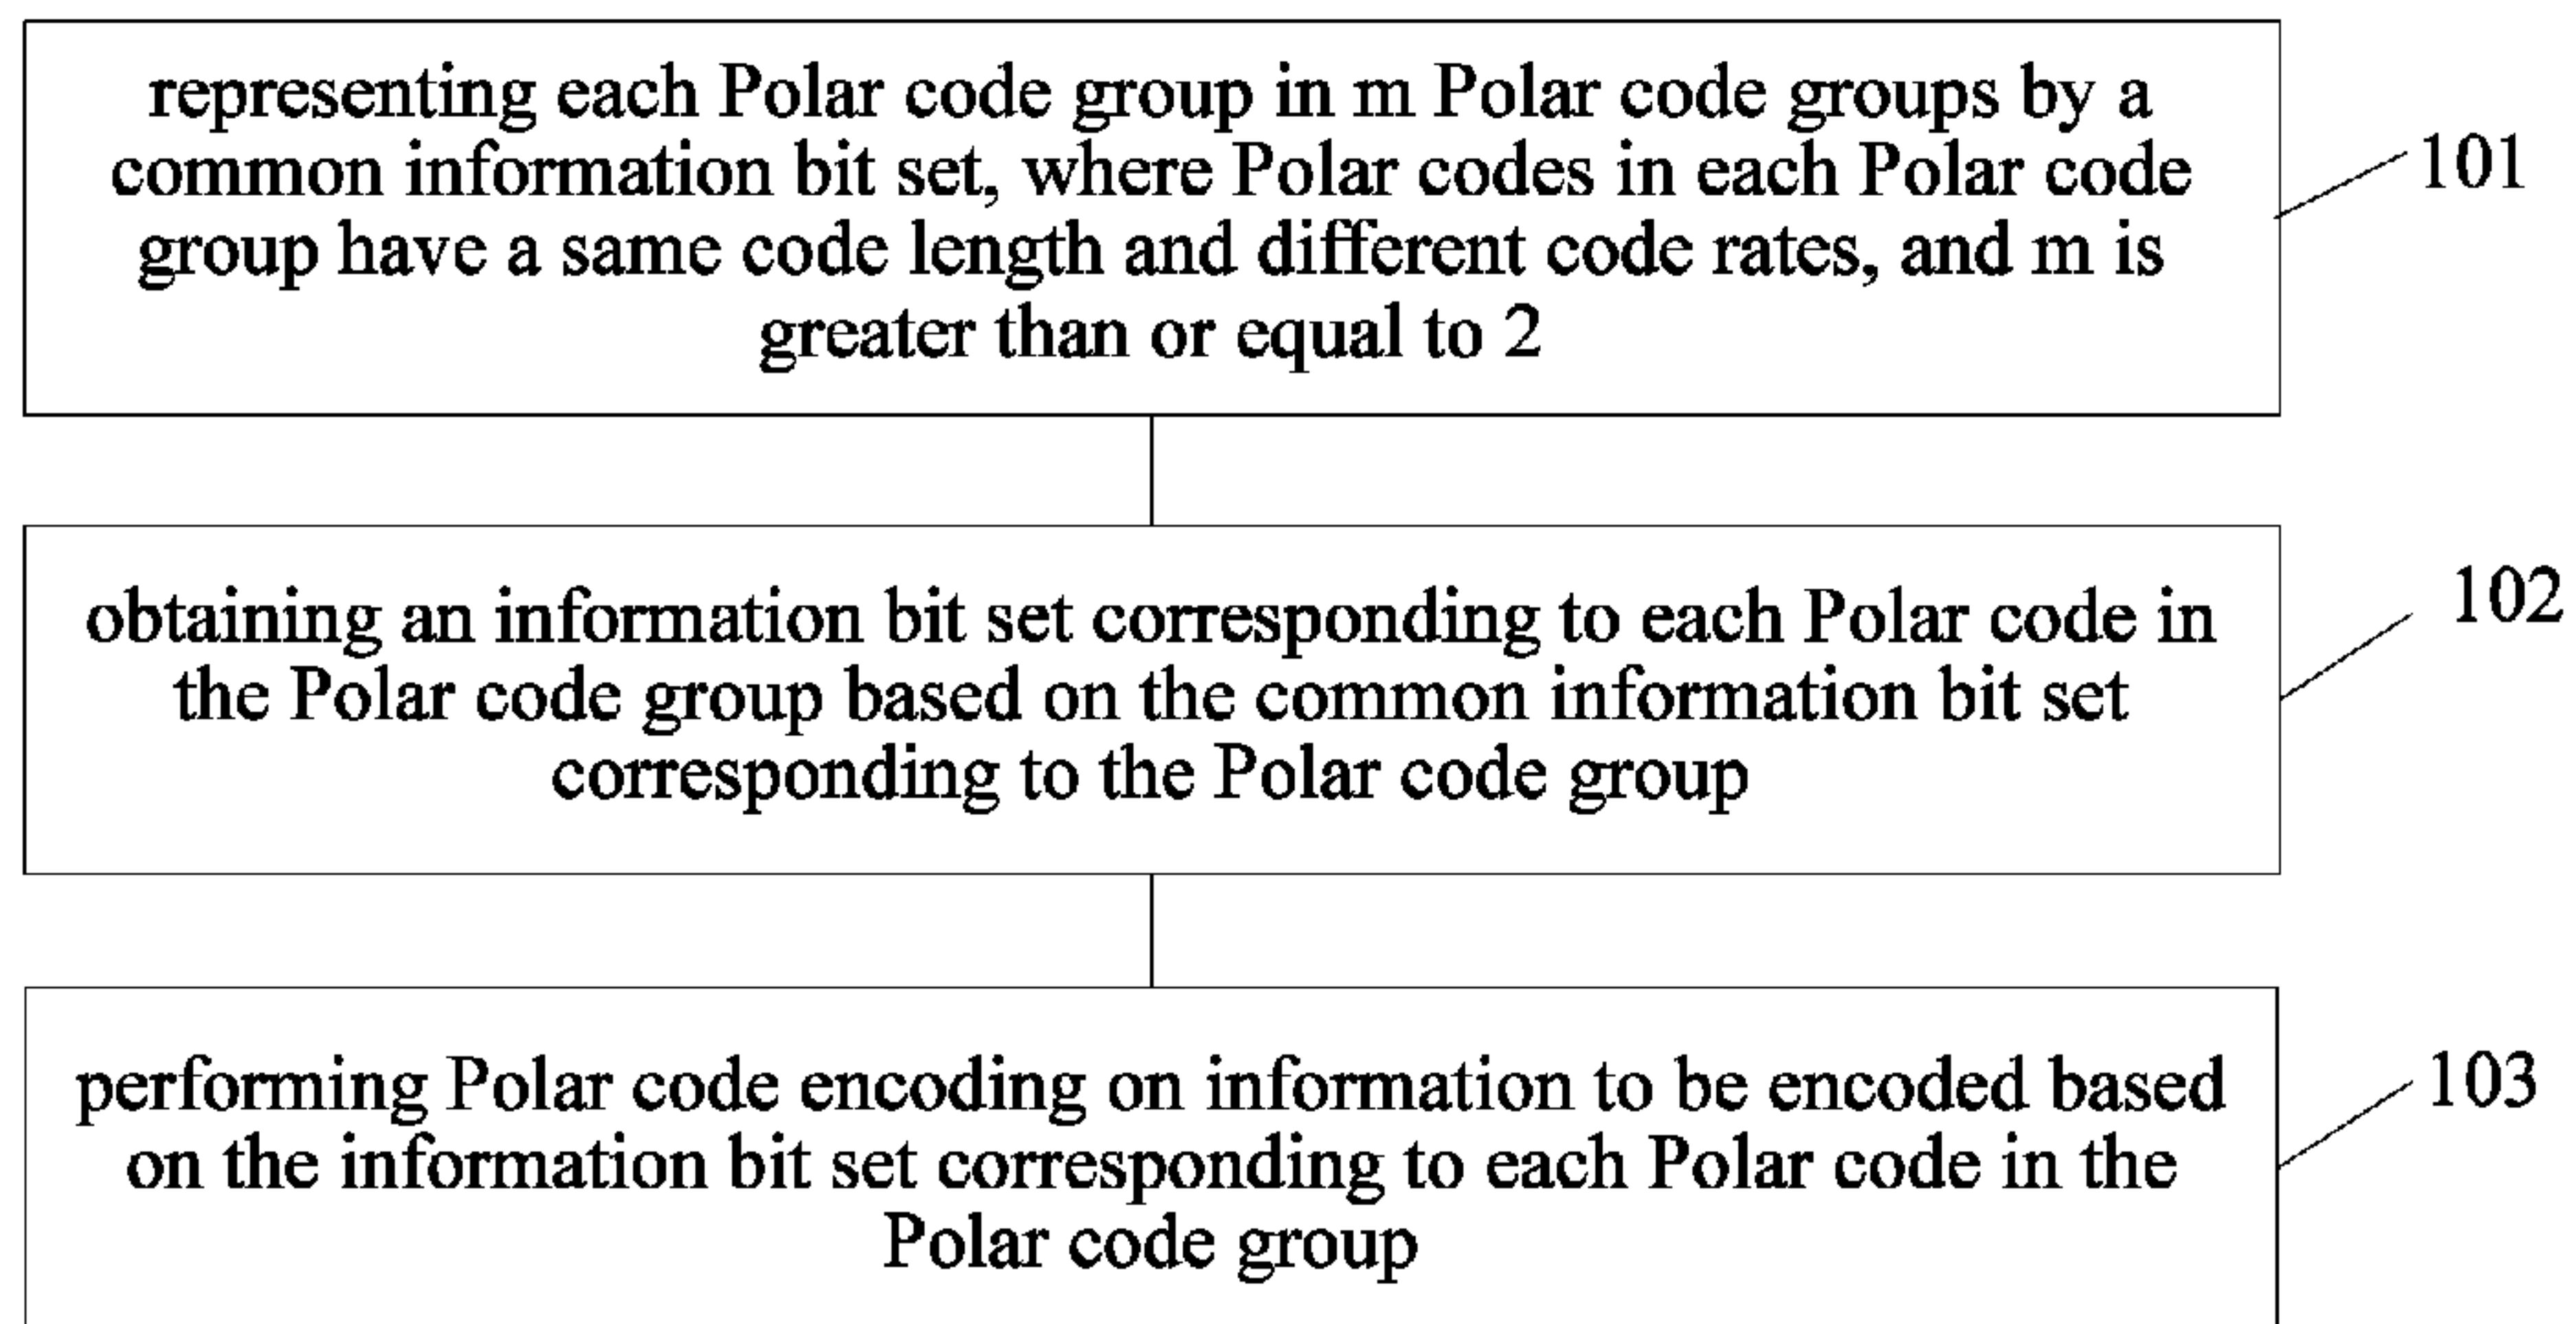 representing each Polar code group in m Polar code groups by a
common information bit set, where Polar codes in each Polar code
group have a same code length and different code rates, and m is
greater than or equal to 2
101
obtaining an information bit set corresponding to each Polar code in
the Polar code group based on the common information bit set
corresponding to the Polar code group
102
performing Polar code encoding on information to be encoded based
on the information bit set corresponding to each Polar code in the
Polar code group
103